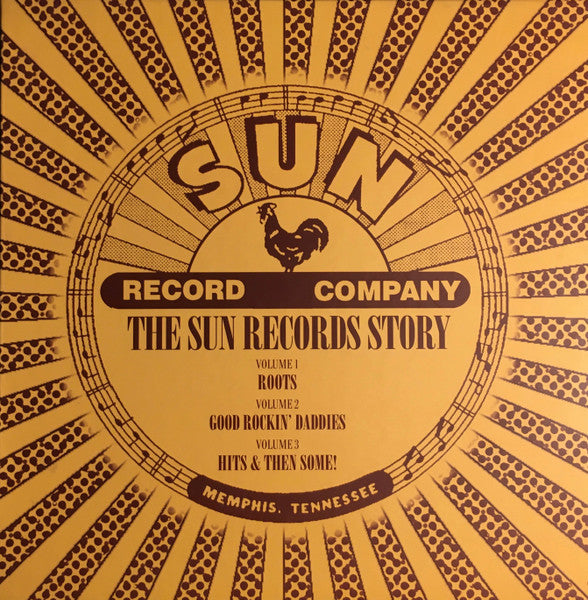 SUN
RECORD COMPANY
THE SUN RECORDS STORY
VOLUME 1
ROOTS
VOLUME 2
GOOD ROCKIN' DADDIES
VOLUME 3
HITS & THEN SOME!
MEMPHIS, TENNESSEE